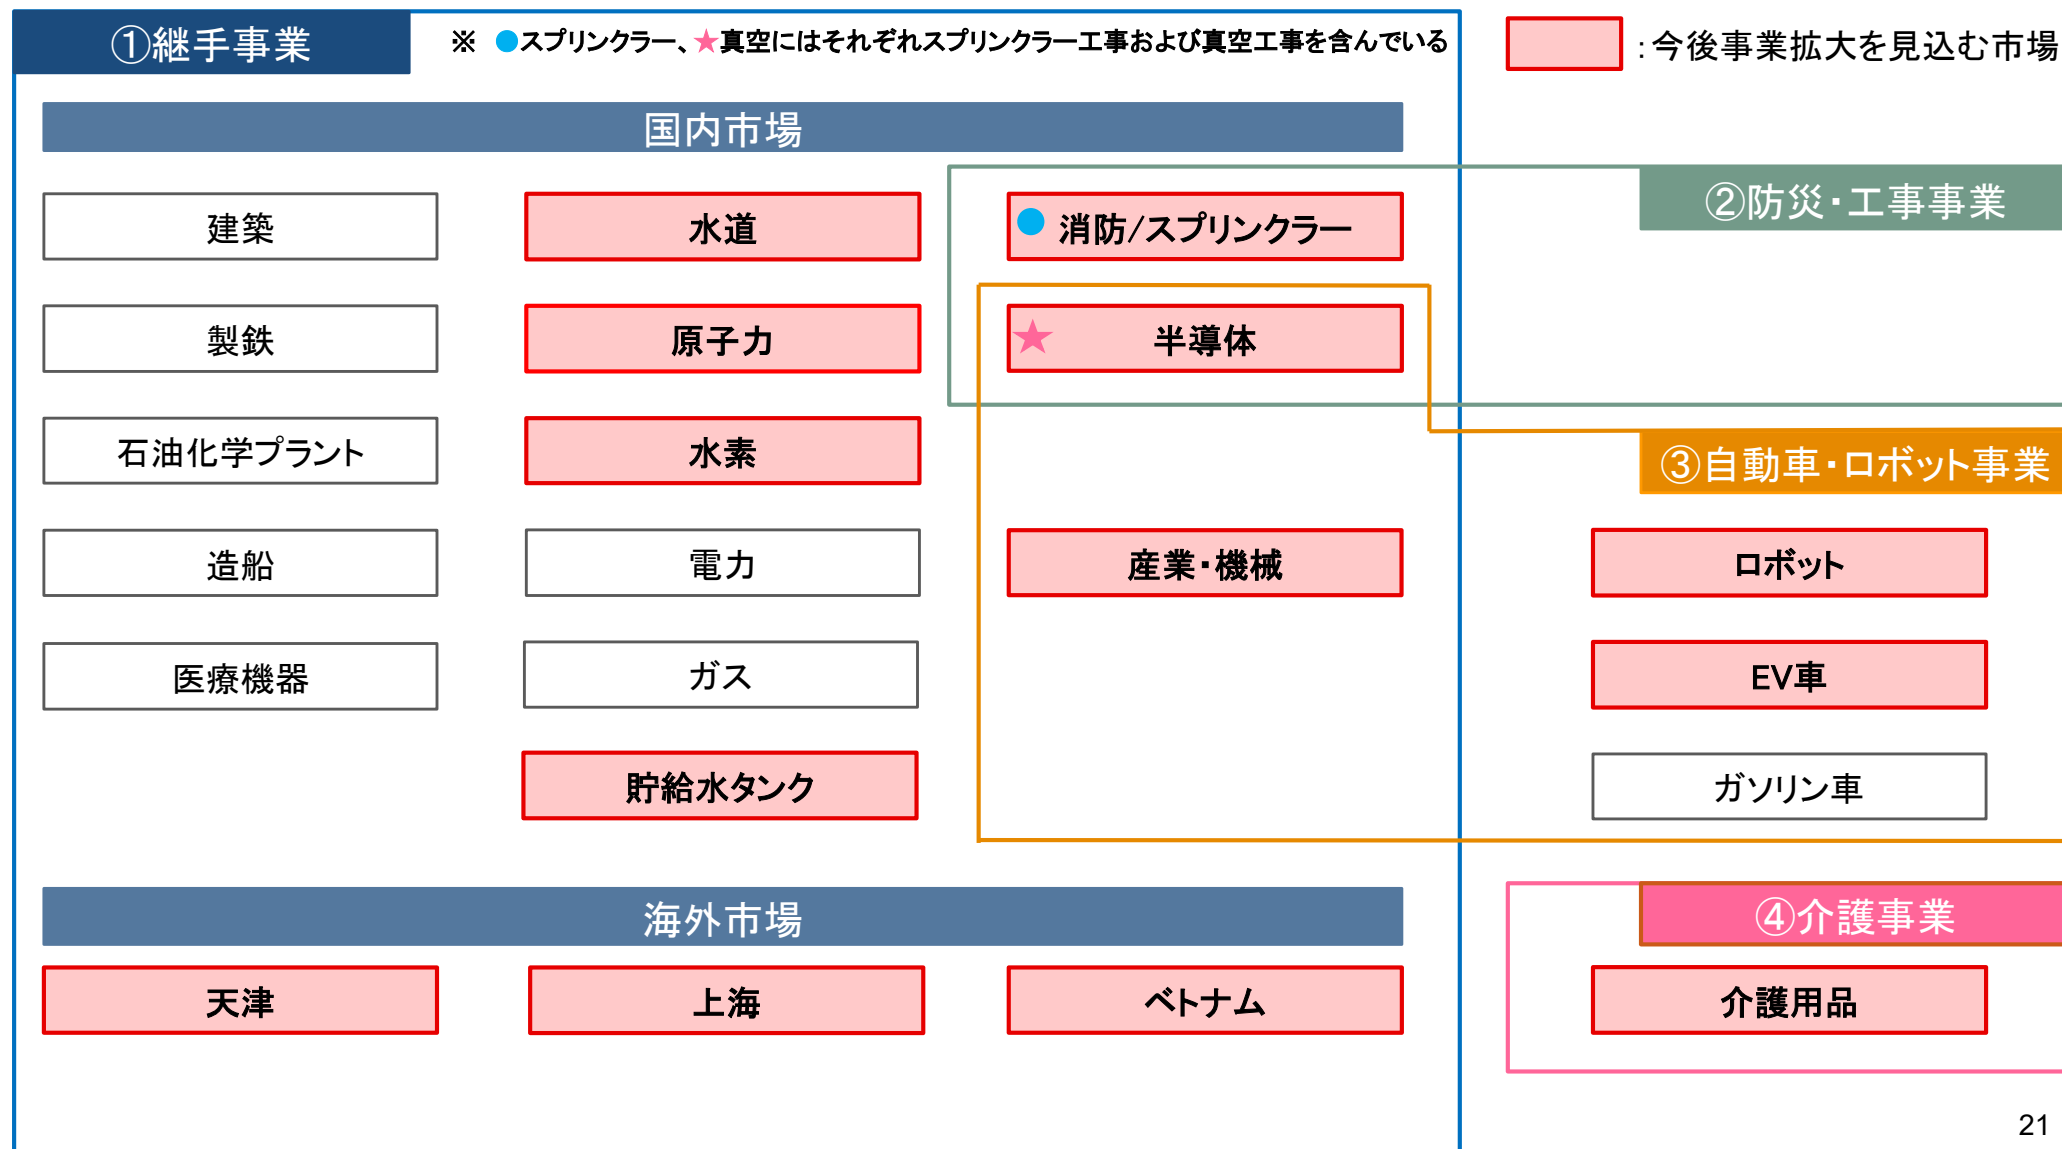 ①継手事業
※ ●スプリンクラー、★真空にはそれぞれスプリンクラー工事および真空工事を含んでいる
：今後事業拡大を見込む市場
国内市場
②防災・工事事業
建築
水道
●消防/スプリンクラー
製鉄
原子力
★半導体
石油化学プラント
水素
③自動車・ロボット事業
造船
電力
産業・機械
ロボット
医療機器
ガス
EV車
貯給水タンク
ガソリン車
海外市場
④介護事業
天津
上海
ベトナム
介護用品
21